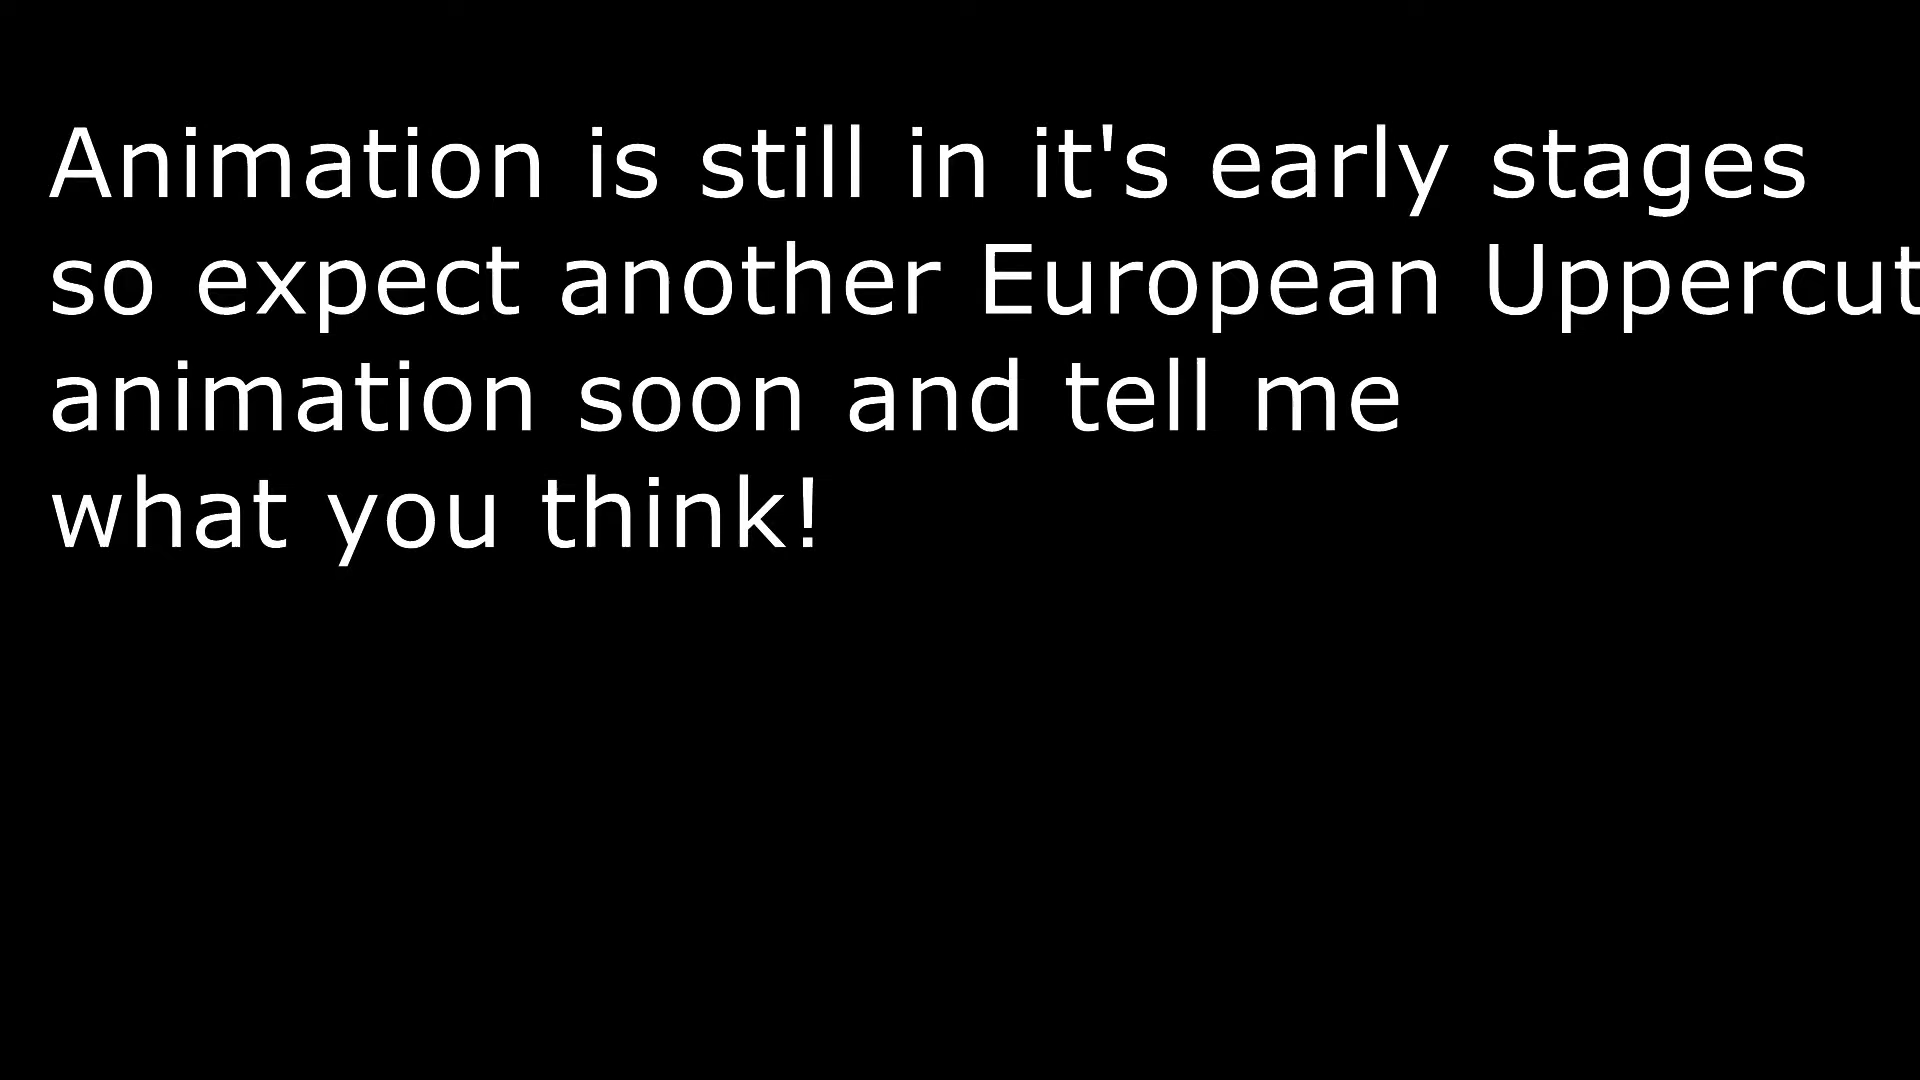 Animation is still in it's early stages
so expect another European Uppercut
animation soon and tell me
what you think!